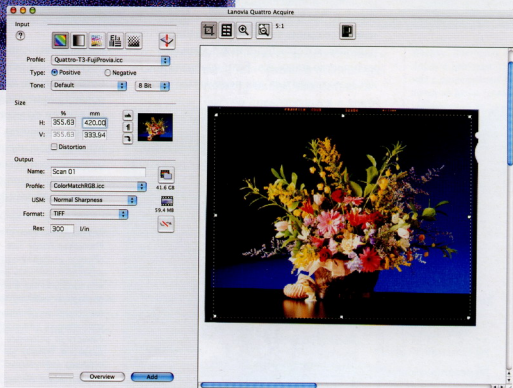 Lanovia Quattro Acquire
Input
?
Profile: Quattro-T3-FujiProvia.icc
Type: Positive Negative
Tone: Default 8 Bit
Size
% mm
H: 355.63 420.00
V: 355.63 333.94
Distortion
Output
Name: Scan 01
Profile: ColorMatchRGB.icc
41.6 GB
USM: Normal Sharpness
59.4 MB
Format: TIFF
Res: 300 l/in
Overview Add
5:1